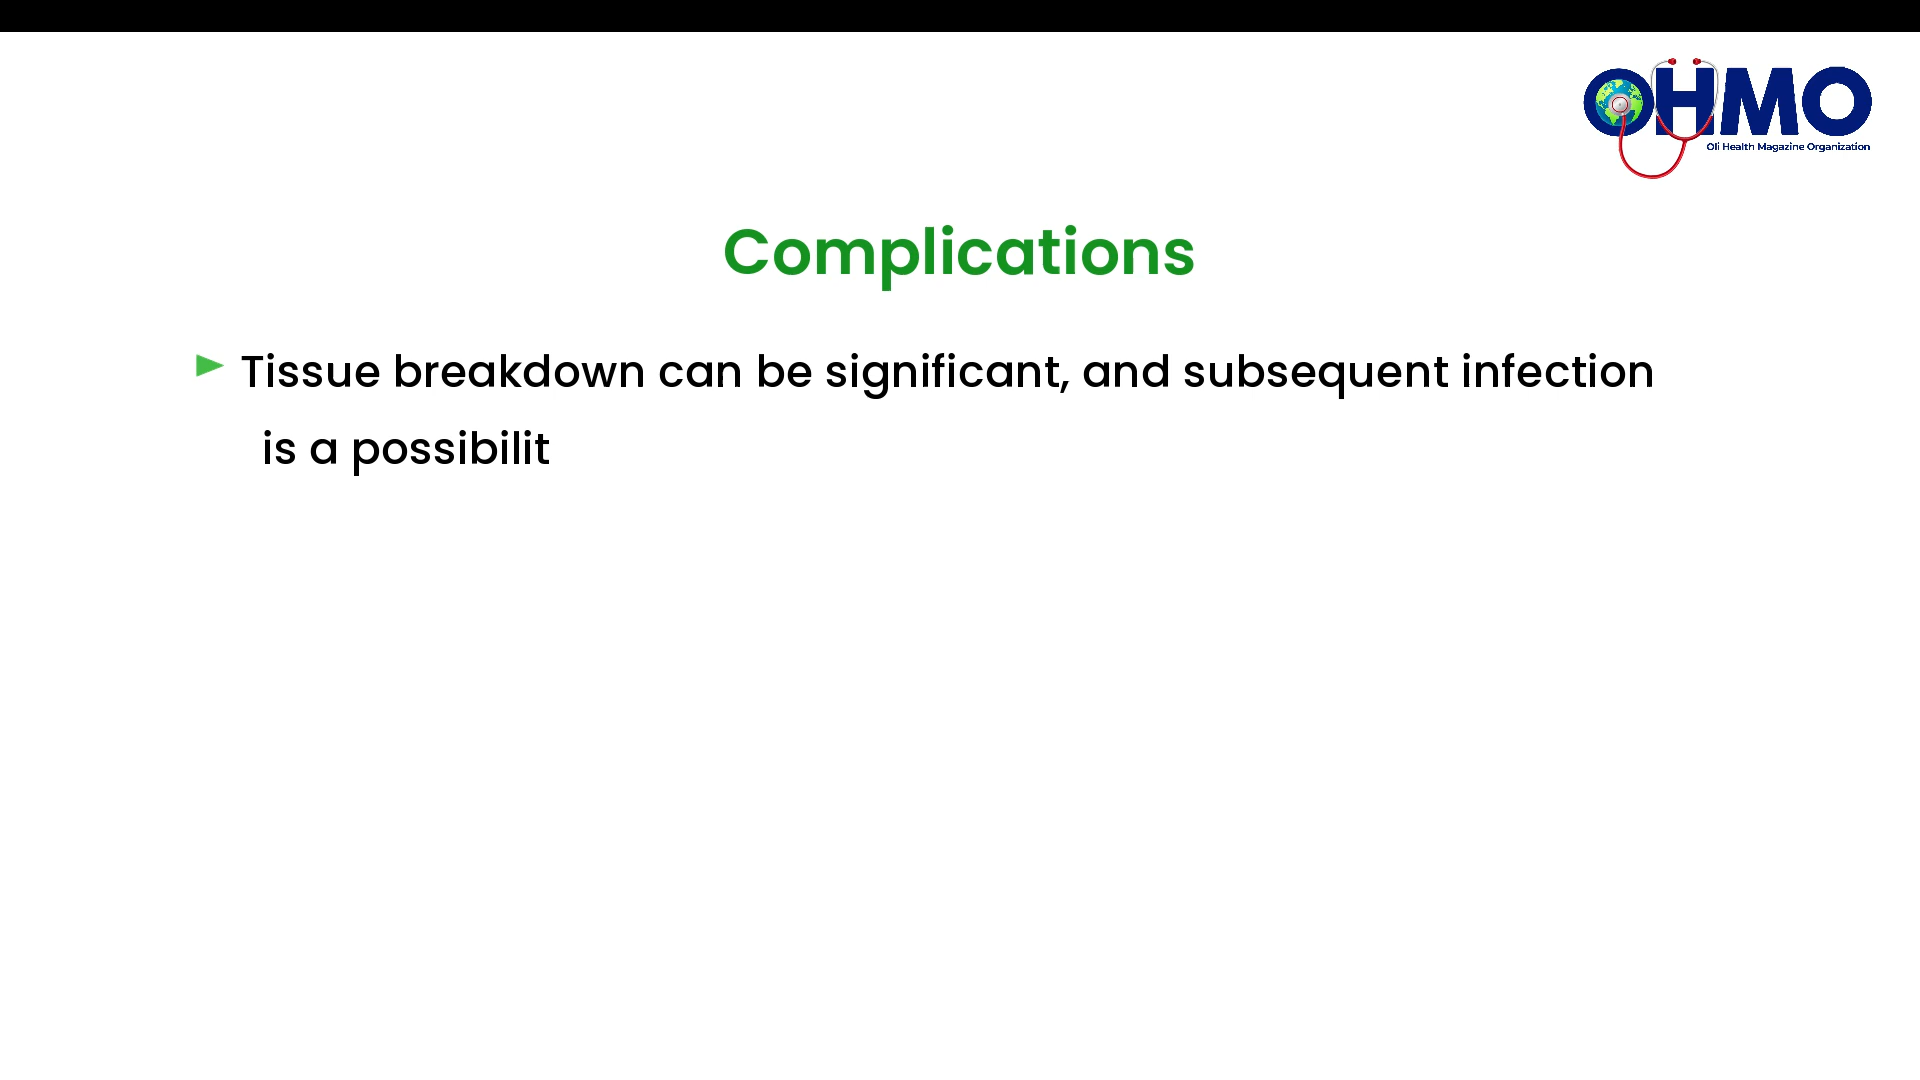 OHMO
Oli Health Magazine Organization
Complications
Tissue breakdown can be significant, and subsequent infection
is a possibilit